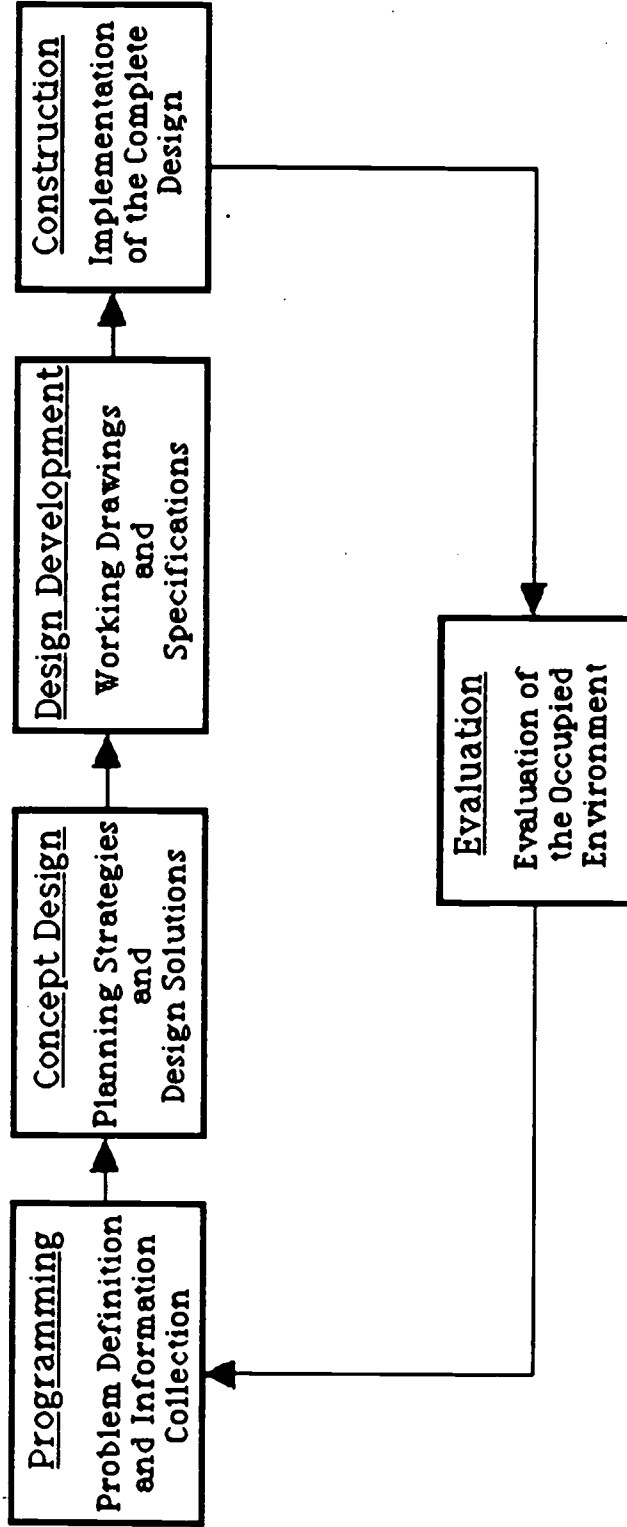 Programming
Problem Definition
and Information
Collection
Concept Design
Planning Strategies
and
Design Solutions
Design Development
Working Drawings
and
Specifications
Construction
Implementation
of the Complete
Design
Evaluation
Evaluation of
the Occupied
Environment